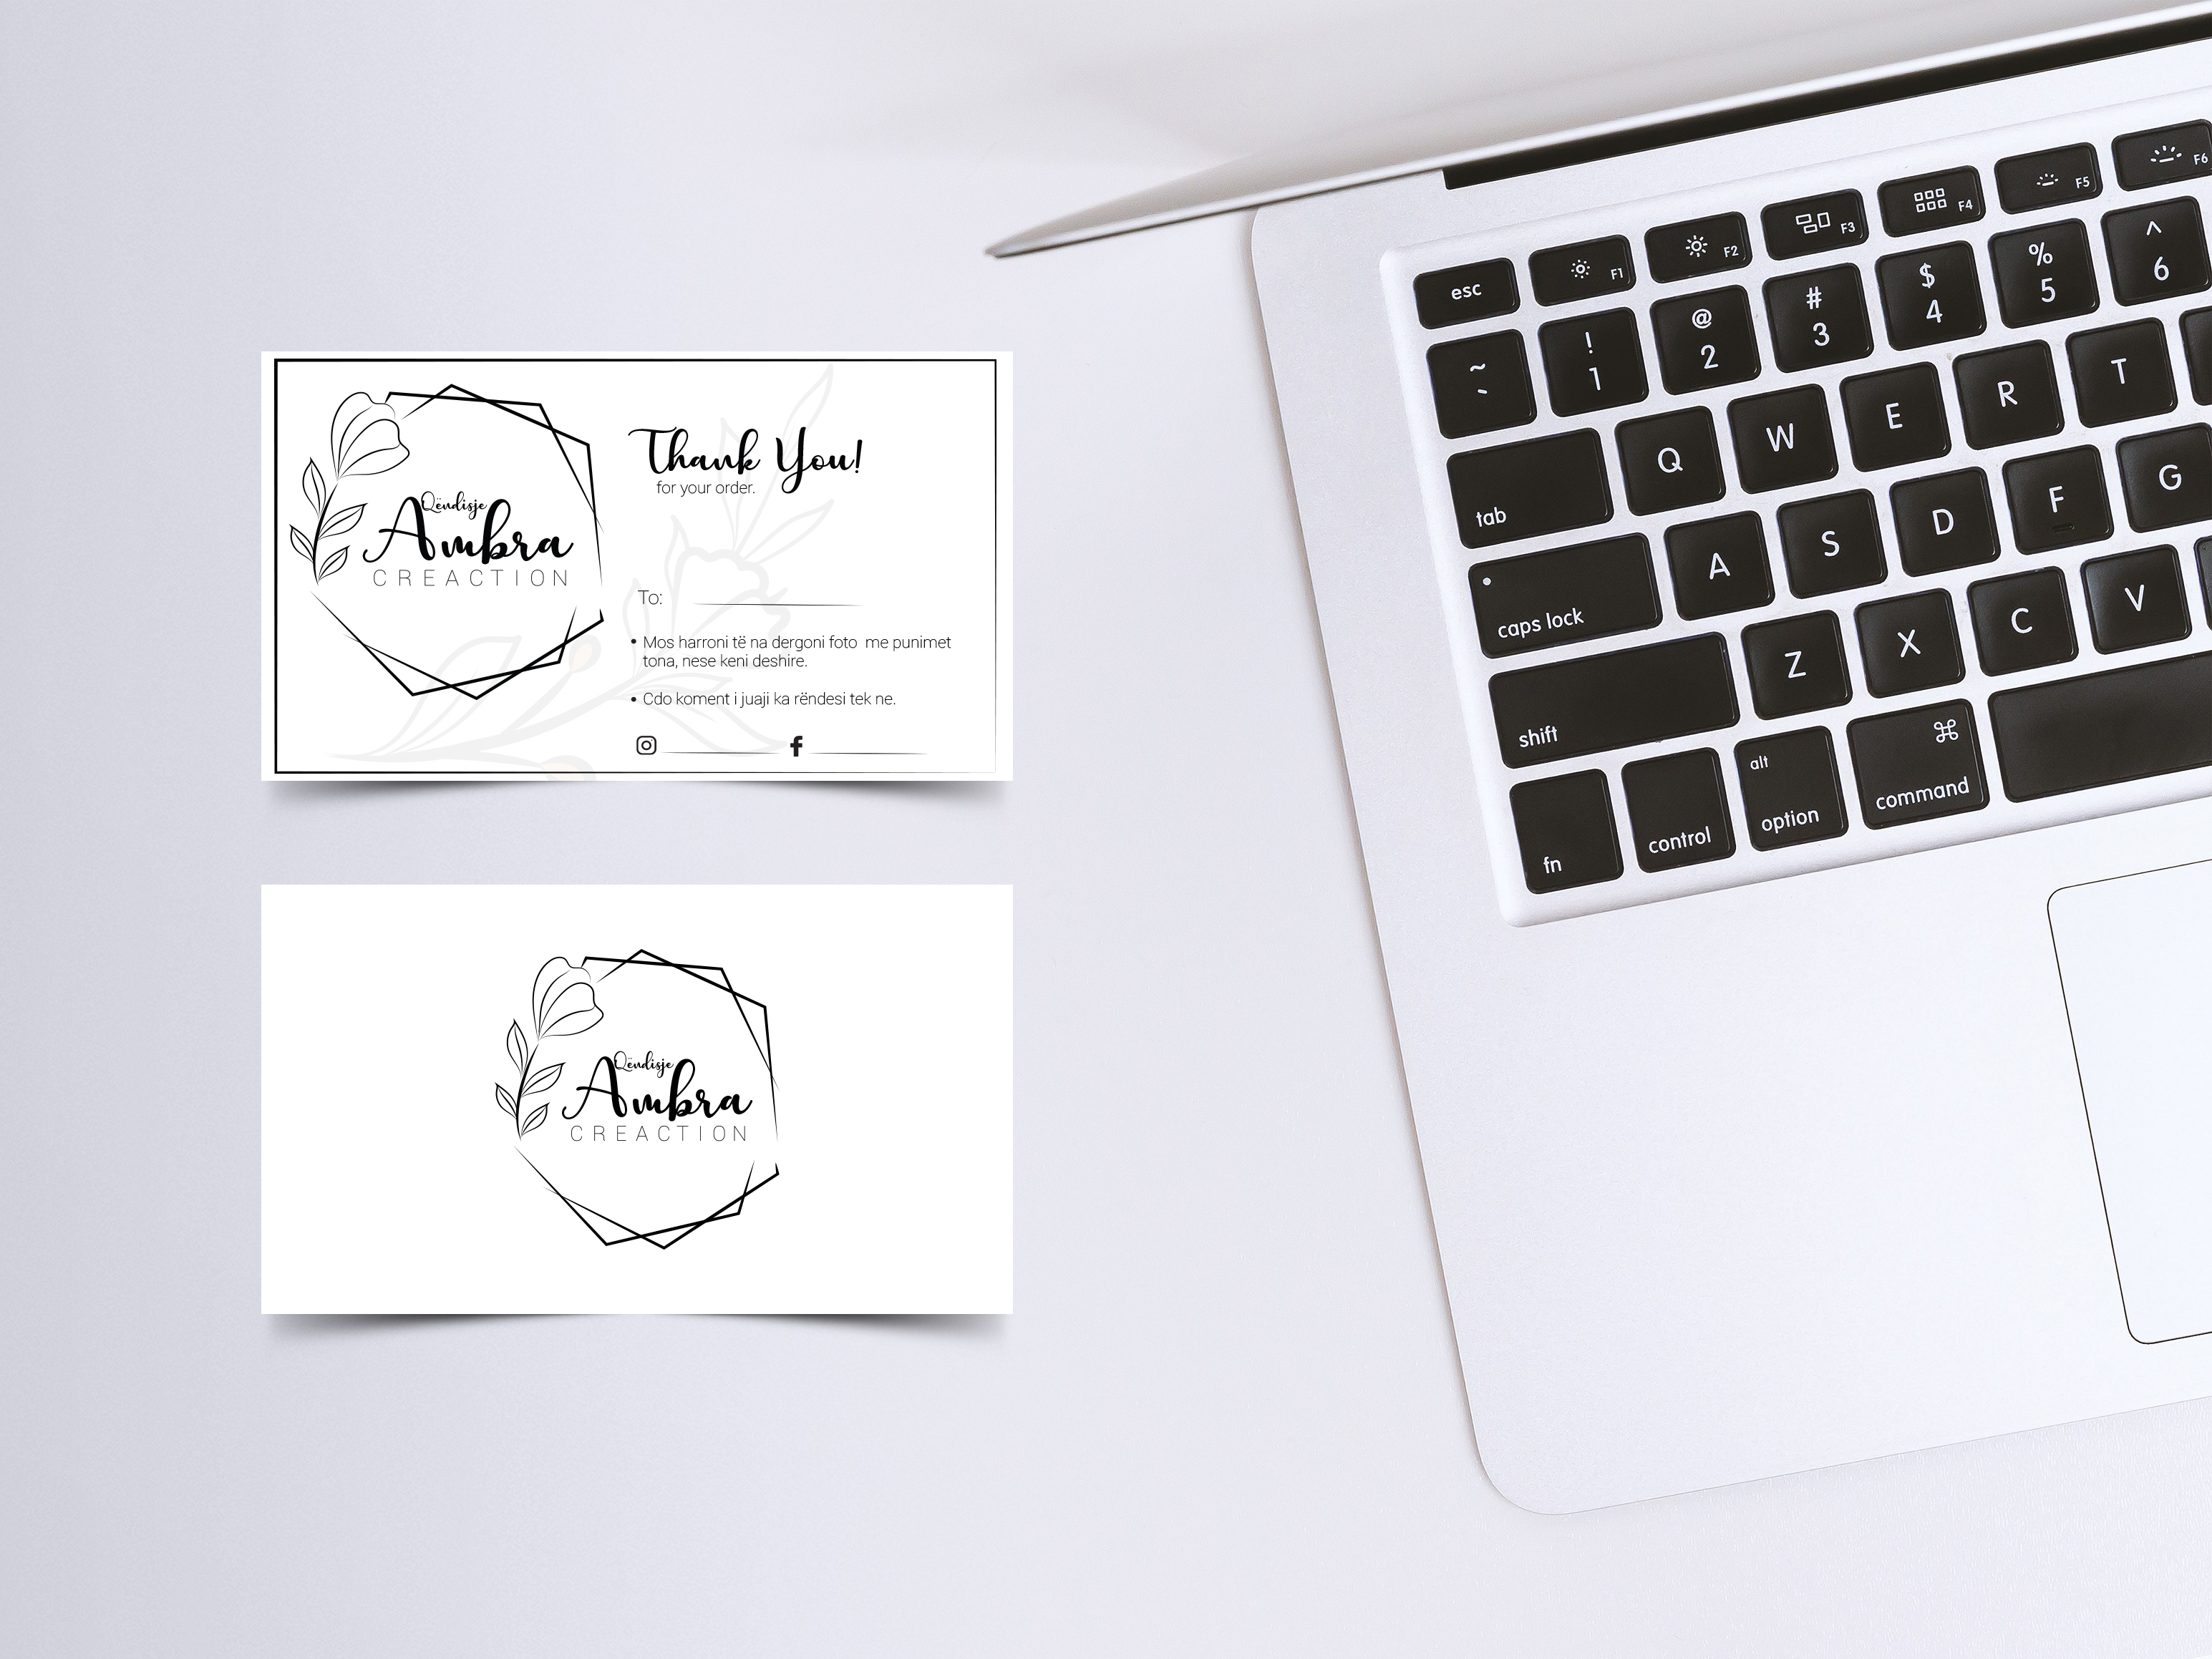 Qëndisje
Ambra
CREACTION
Thank You!
for your order.
To:
• Mos harroni të na dergoni foto  me punimet
tona, nese keni deshire.
• Cdo koment i juaji ka rëndesi tek ne.
Qëndisje
Ambra
CREACTION
esc F1 F2 F3 F4 F5 F6
~ ` ! 1 @ 2 # 3 $ 4 % 5 ^ 6
tab Q W E R T
caps lock A S D F G
shift Z X C V
fn control alt option ⌘ command